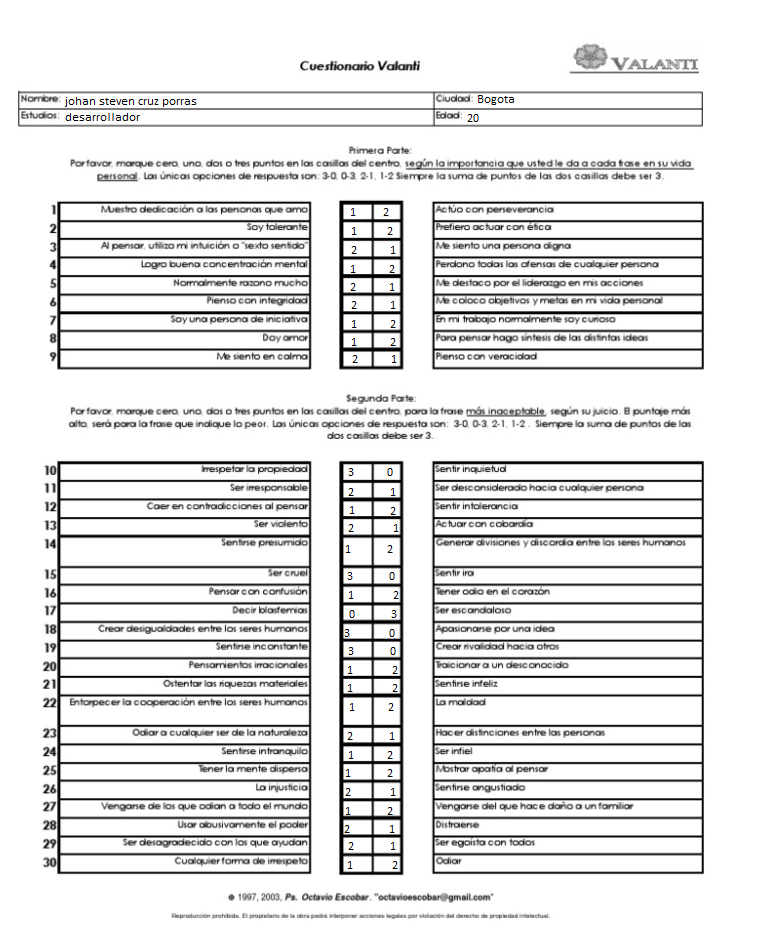 Cuestionario Valanti
VALANTI
Nombre: johan steven cruz porras Ciudad: Bogota
Estudios: desarrollador Edad: 20
Primera Parte:
Por favor, marque cero, uno, dos o tres puntos en las casillas del centro, según la importancia que usted le da a cada frase en su vida
personal. Las únicas opciones de respuesta son: 3-0, 0-3, 2-1, 1-2 Siempre la suma de puntos de las dos casillas debe ser 3.
1 Muestro dedicación a las personas que amo 1 2 Actúo con perseverancia
2 Soy tolerante 1 2 Prefiero actuar con ética
3 Al pensar, utilizo mi intuición o "sexto sentido" 2 1 Me siento una persona digna
4 Logro buena concentración mental 1 2 Perdono todas las ofensas de cualquier persona
5 Normalmente razono mucho 2 1 Me destaco por el liderazgo en mis acciones
6 Pienso con integridad 2 1 Me coloco objetivos y metas en mi vida personal
7 Soy una persona de iniciativa 1 2 En mi trabajo normalmente soy curioso
8 Doy amor 1 2 Para pensar hago síntesis de las distintas ideas
9 Me siento en calma 2 1 Pienso con veracidad
Segunda Parte:
Por favor, marque cero, uno, dos o tres puntos en las casillas del centro, para la frase más inaceptable, según su juicio. El puntaje más
alto, será para la frase que indique lo peor. Las únicas opciones de respuesta son: 3-0, 0-3, 2-1, 1-2 . Siempre la suma de puntos de las
dos casillas debe ser 3.
10 Irrespetar la propiedad 3 0 Sentir inquietud
11 Ser irresponsable 2 1 Ser desconsiderado hacia cualquier persona
12 Caer en contradicciones al pensar 1 2 Sentir intolerancia
13 Ser violento 2 1 Actuar con cobardía
14 Sentirse presumido 1 2 Generar divisiones y discordia entre los seres humanos
15 Ser cruel 3 0 Sentir ira
16 Pensar con confusión 1 2 Tener odio en el corazón
17 Decir blasfemias 0 3 Ser escandaloso
18 Crear desigualdades entre los seres humanos 3 0 Apasionarse por una idea
19 Sentirse inconstante 3 0 Crear rivalidad hacia otros
20 Pensamientos irracionales 1 2 Traicionar a un desconocido
21 Ostentar las riquezas materiales 1 2 Sentirse infeliz
22 Entorpecer la cooperación entre los seres humanos 1 2 La maldad
23 Odiar a cualquier ser de la naturaleza 2 1 Hacer distinciones entre las personas
24 Sentirse intranquilo 1 2 Ser infiel
25 Tener la mente dispersa 1 2 Mostrar apatía al pensar
26 La injusticia 2 1 Sentirse angustiado
27 Vengarse de los que odian a todo el mundo 1 2 Vengarse del que hace daño a un familiar
28 Usar abusivamente el poder 2 1 Distraerse
29 Ser desagradecido con los que ayudan 2 1 Ser egoísta con todos
30 Cualquier forma de irrespeto 1 2 Odiar
© 1997, 2003, Ps. Octavio Escobar. "octavioescobar@gmail.com"
Reproducción prohibida. El propietario de la obra podrá interponer acciones legales por violación del derecho de propiedad intelectual.